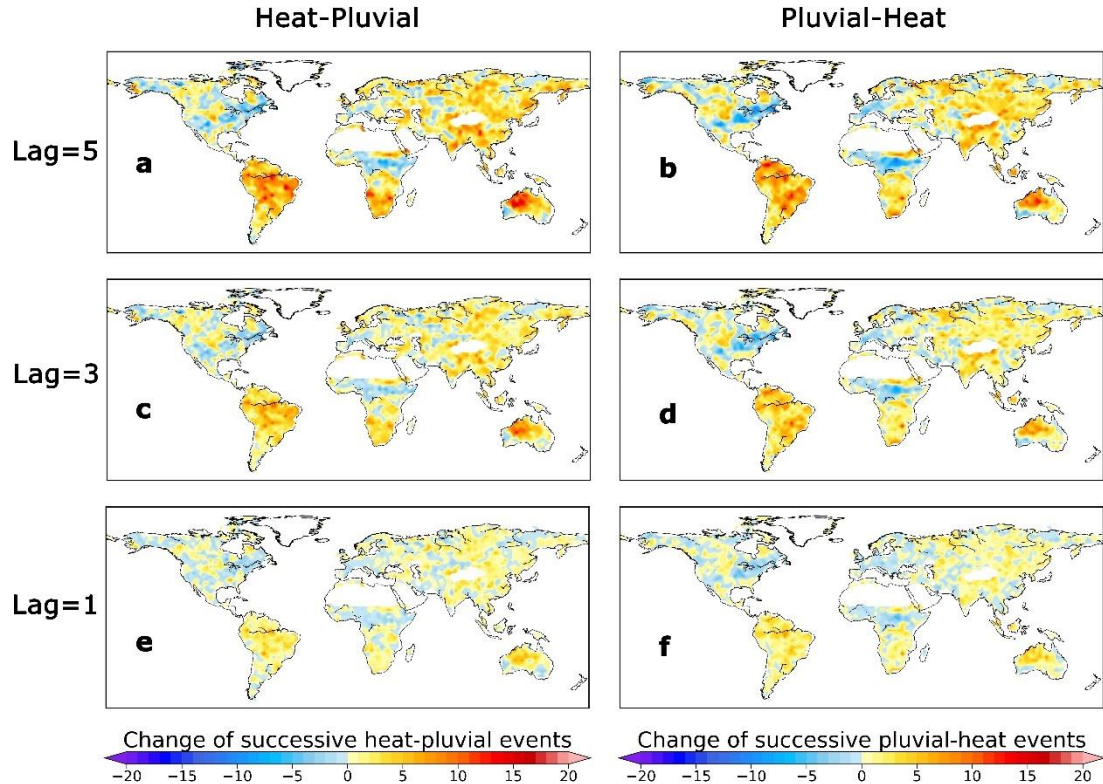 Heat-Pluvial
Pluvial-Heat
Lag=5
a
b
Lag=3
c
d
Lag=1
e
f
Change of successive heat-pluvial events
−20 −15 −10 −5 0 5 10 15 20
Change of successive pluvial-heat events
−20 −15 −10 −5 0 5 10 15 20